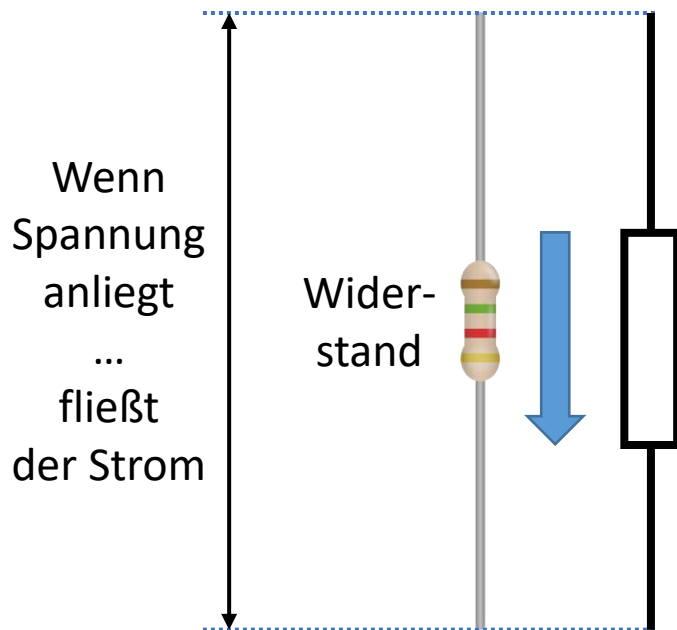 Wenn
Spannung
anliegt
...
fließt
der Strom
Wider-
stand